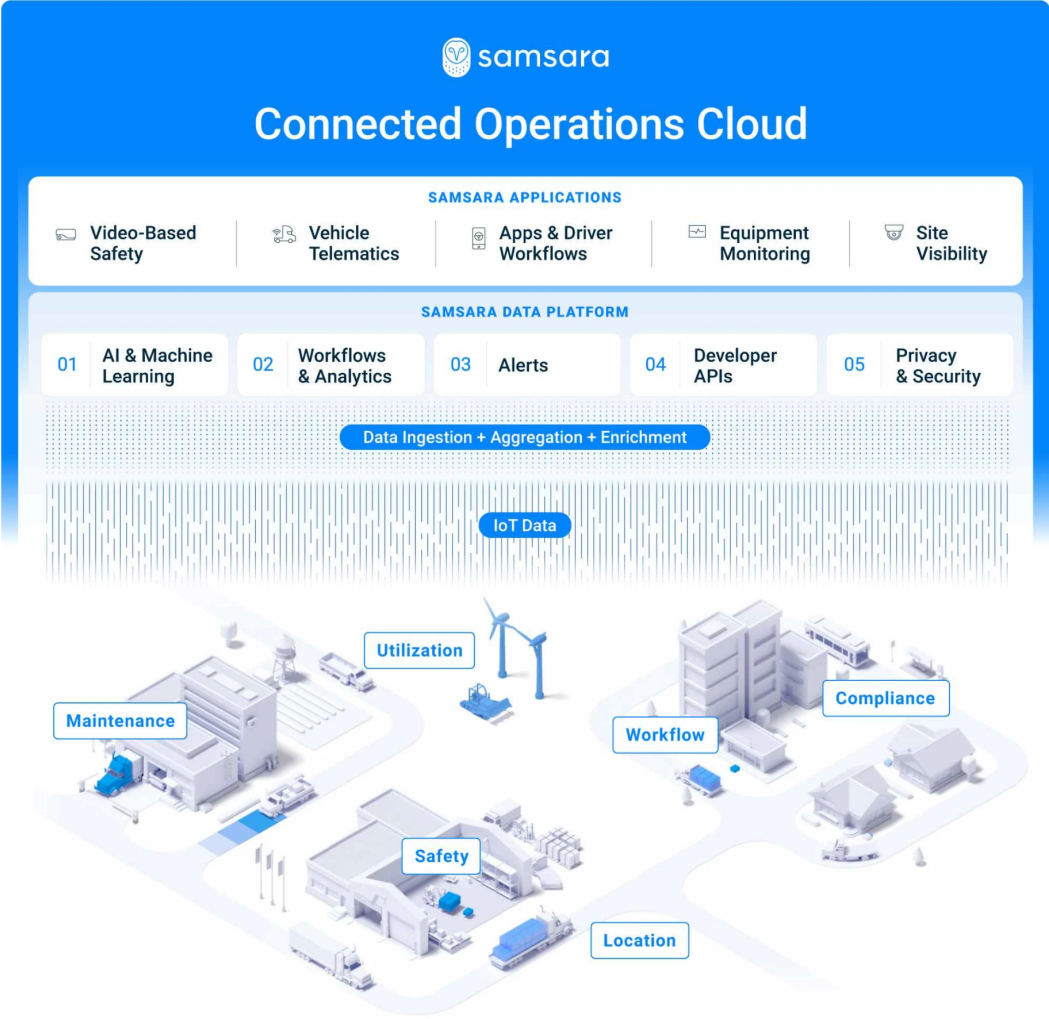 samsara
Connected Operations Cloud
SAMSARA APPLICATIONS
Video-Based
Safety
Vehicle
Telematics
Apps & Driver
Workflows
Equipment
Monitoring
Site
Visibility
SAMSARA DATA PLATFORM
01
AI & Machine
Learning
02
Workflows
& Analytics
03
Alerts
04
Developer
APIs
05
Privacy
& Security
Data Ingestion + Aggregation + Enrichment
IoT Data
Utilization
Maintenance
Compliance
Workflow
Safety
Location